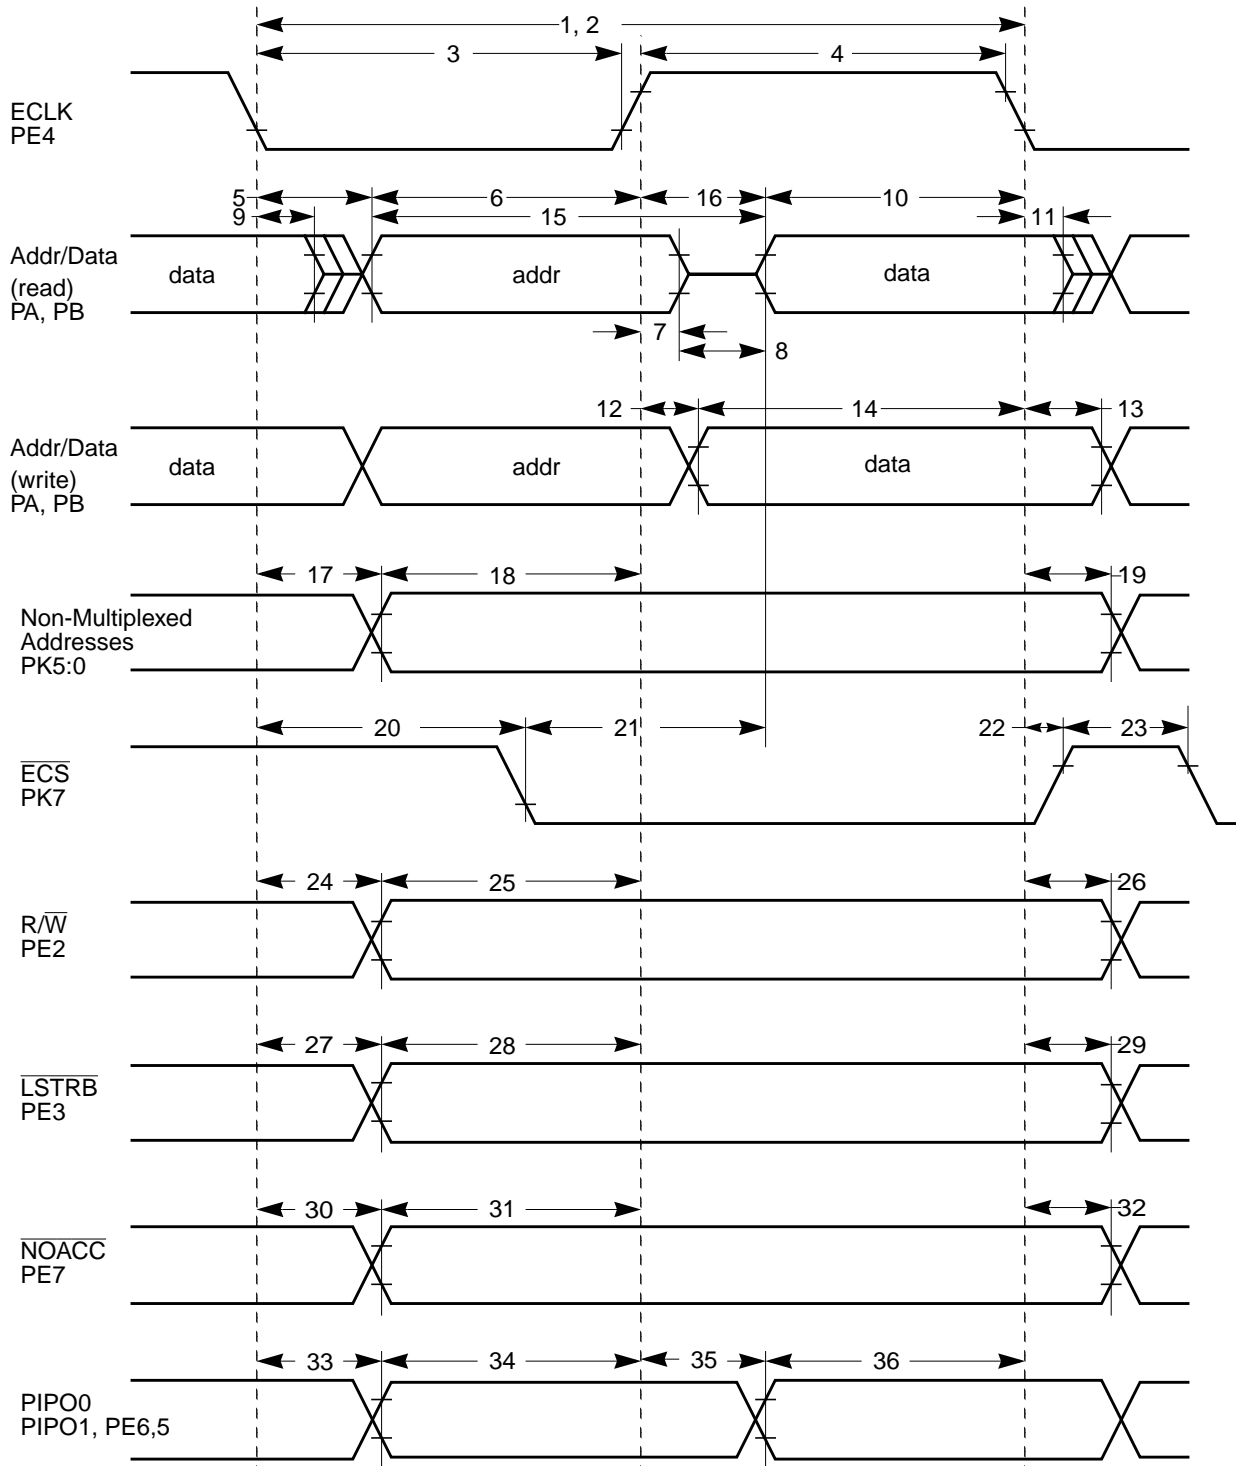 1, 2
3 4
ECLK
PE4
5 6 16 10
9 15 11
Addr/Data
(read)
PA, PB
data addr data
7
8
12 14 13
Addr/Data
(write)
PA, PB
data addr data
17 18 19
Non-Multiplexed
Addresses
PK5:0
20 21 22 23
ECS
PK7
24 25 26
R/W
PE2
27 28 29
LSTRB
PE3
30 31 32
NOACC
PE7
33 34 35 36
PIPO0
PIPO1, PE6,5